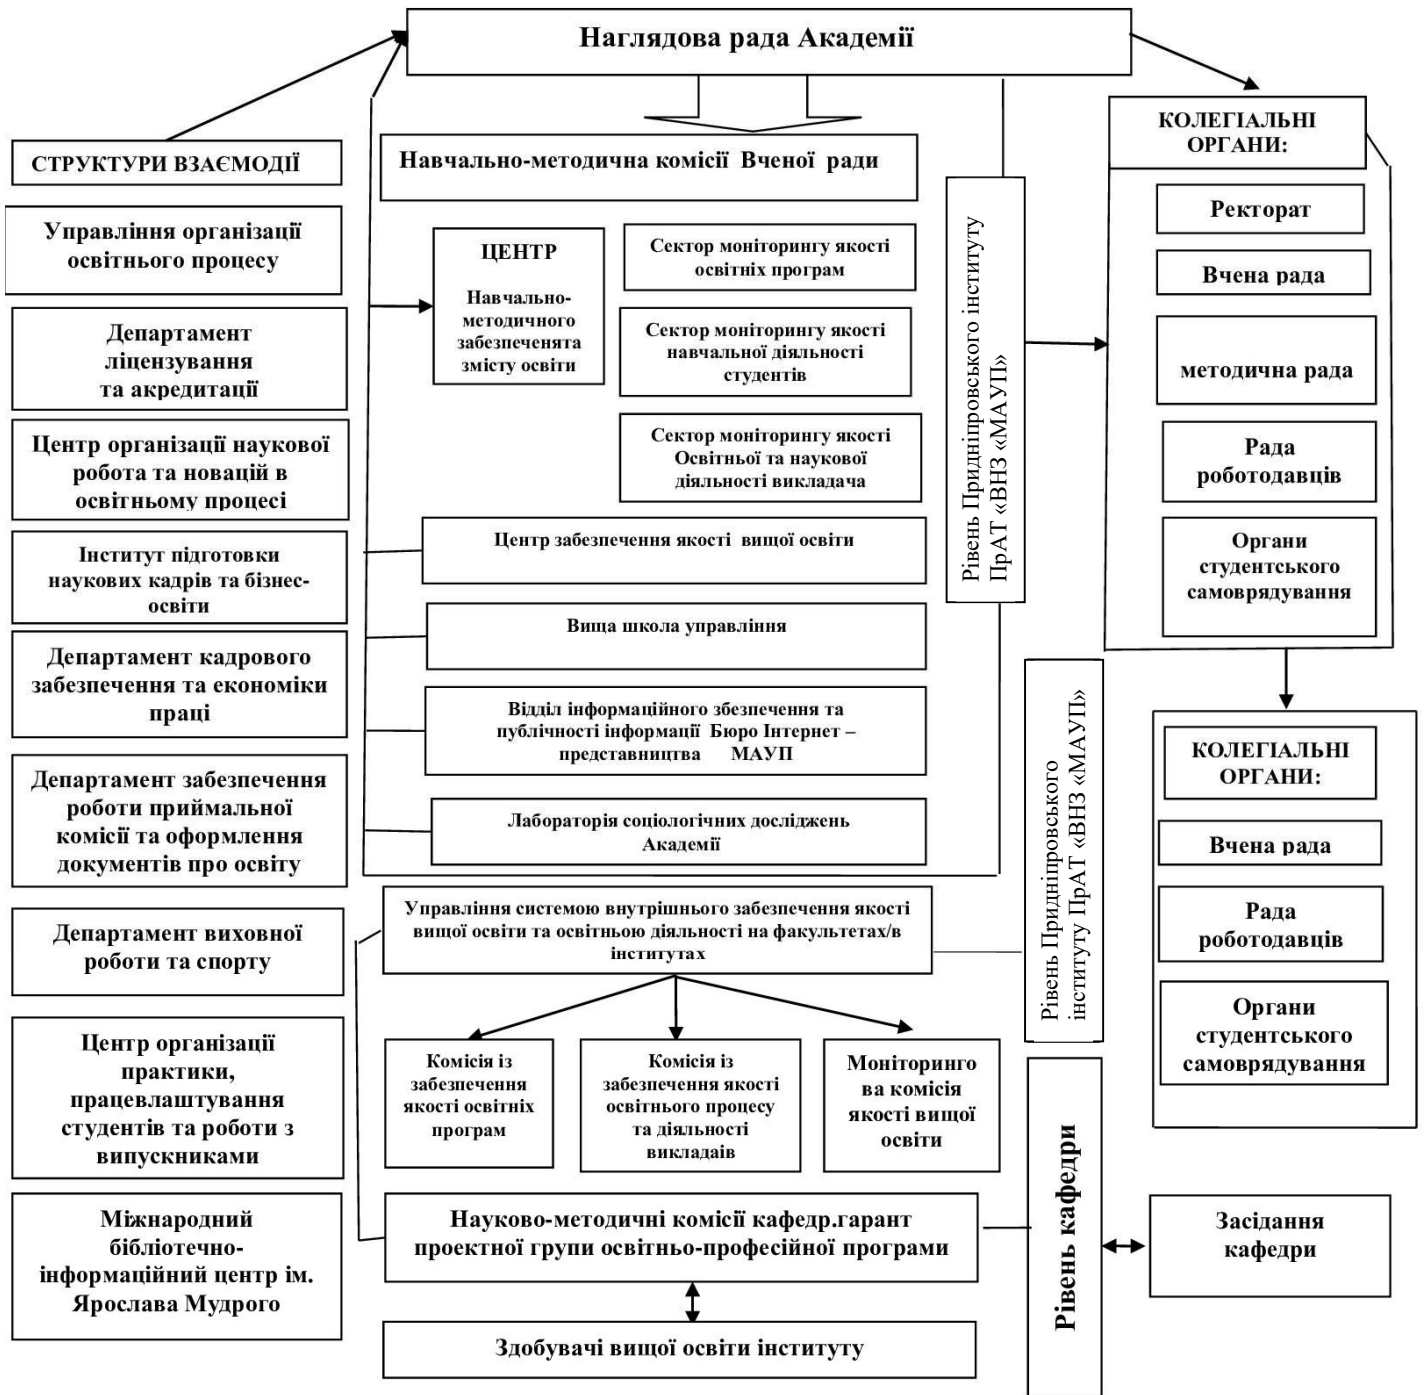 Наглядова рада Академії
СТРУКТУРИ ВЗАЄМОДІЇ
Управління організації
освітнього процесу
Департамент
ліцензування
та акредитації
Центр організації наукової
робота та новацій в
освітньому процесі
Інститут підготовки
наукових кадрів та бізнес-
освіти
Департамент кадрового
забезпечення та економіки
праці
Департамент забезпечення
роботи приймальної
комісії та оформлення
документів про освіту
Департамент виховної
роботи та спорту
Центр організації
практики,
працевлаштування
студентів та роботи з
випускниками
Міжнародний
бібліотечно-
інформаційний центр ім.
Ярослава Мудрого
Навчально-методична комісії Вченої ради
ЦЕНТР
Навчально-
методичного
забезпеченята
змісту освіти
Сектор моніторингу якості
освітніх програм
Сектор моніторингу якості
навчальної діяльності
студентів
Сектор моніторингу якості
Освітньої та наукової
діяльності викладача
Центр забезпечення якості вищої освіти
Вища школа управління
Відділ інформаційного збезпечення та
публічності інформації Бюро Інтернет –
представництва МАУП
Лабораторія соціологічних досліджень
Академії
Управління системою внутрішнього забезпечення якості
вищої освіти та освітньою діяльності на факультетах/в
інститутах
Комісія із
забезпечення
якості освітніх
програм
Комісія із
забезпечення якості
освітнього процесу
та діяльності
викладаів
Моніторинго
ва комісія
якості вищої
освіти
Науково-методичні комісії кафедр.гарант
проектної групи освітньо-професійної програми
Здобувачі вищої освіти інституту
Рівень Придніпровського інституту
ПрАТ «ВНЗ «МАУП»
Рівень Придніпровського
інституту ПрАТ «ВНЗ «МАУП»
Рівень кафедри
КОЛЕГІАЛЬНІ
ОРГАНИ:
Ректорат
Вчена рада
методична рада
Рада
роботодавців
Органи
студентського
самоврядування
КОЛЕГІАЛЬНІ
ОРГАНИ:
Вчена рада
Рада
роботодавців
Органи
студентського
самоврядування
Засідання
кафедри